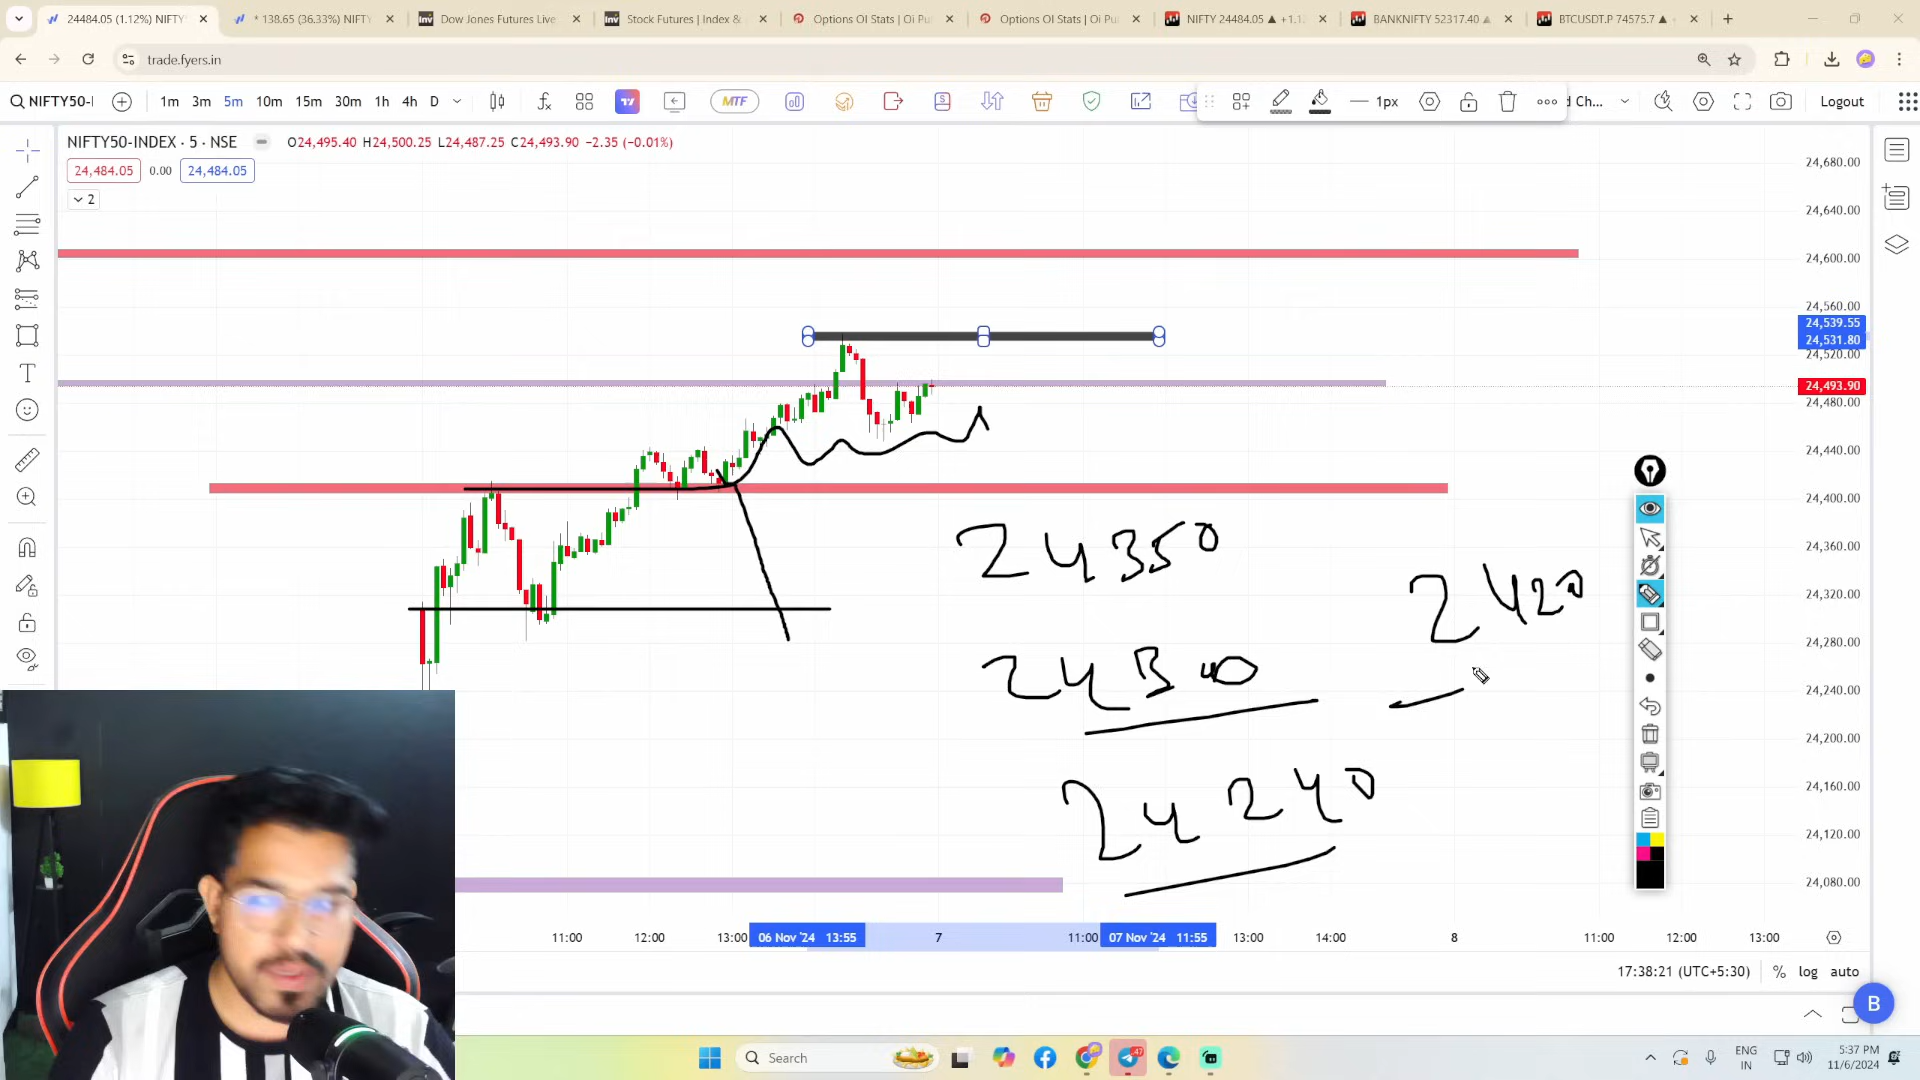 24484.05 (1.12%) NIFTY
* 138.65 (36.33%) NIFT
Dow Jones Futures Live
Stock Futures | Index &
Options OI Stats | Oi Pu
Options OI Stats | Oi Pu
NIFTY 24484.05 ▲ +1.1
BANKNIFTY 52317.40 ▲
BTCUSDT.P 74575.7 ▲
trade.fyers.in
NIFTY50-I
1m 3m 5m 10m 15m 30m 1h 4h D
MTF
1px
d Ch...
Logout
NIFTY50-INDEX · 5 · NSE
O24,495.40 H24,500.25 L24,487.25 C24,493.90 −2.35 (−0.01%)
24,484.05 0.00 24,484.05
2
24,680.00
24,640.00
24,600.00
24,560.00
24,539.55
24,531.80
24,520.00
24,493.90
24,480.00
24,440.00
24,400.00
24,360.00
24,320.00
24,280.00
24,240.00
24,200.00
24,160.00
24,120.00
24,080.00
24350
2420
24300
24240
11:00 12:00 13:00 06 Nov '24 13:55 7 11:00 07 Nov '24 11:55 13:00 14:00 8 11:00 12:00 13:00
17:38:21 (UTC+5:30) % log auto
B
Search
ENG
IN
5:37 PM
11/6/2024